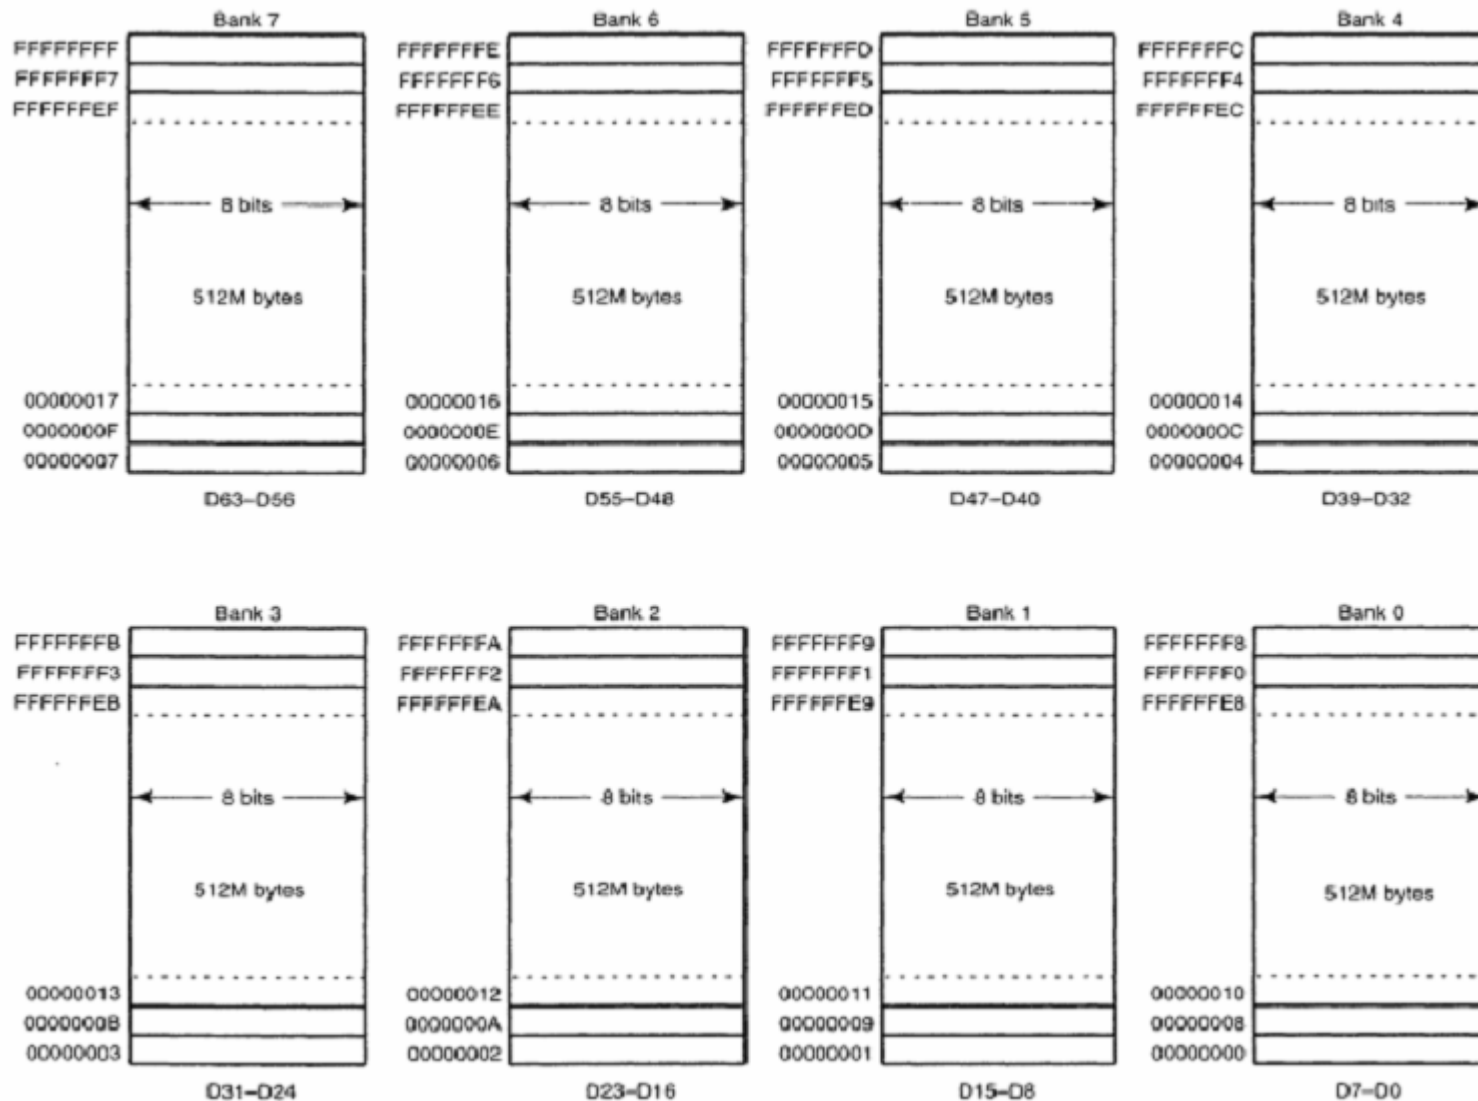 Bank 7
FFFFFFFF
FFFFFFF7
FFFFFFEF
8 bits
512M bytes
00000017
0000000F
00000007
D63–D56
Bank 6
FFFFFFFE
FFFFFFF6
FFFFFFEE
8 bits
512M bytes
00000016
0000000E
00000006
D55–D48
Bank 5
FFFFFFFD
FFFFFFF5
FFFFFFED
8 bits
512M bytes
00000015
0000000D
00000005
D47–D40
Bank 4
FFFFFFFC
FFFFFFF4
FFFFFFEC
8 bits
512M bytes
00000014
0000000C
00000004
D39–D32
Bank 3
FFFFFFFB
FFFFFFF3
FFFFFFEB
8 bits
512M bytes
00000013
0000000B
00000003
D31–D24
Bank 2
FFFFFFFA
FFFFFFF2
FFFFFFEA
8 bits
512M bytes
00000012
0000000A
00000002
D23–D16
Bank 1
FFFFFFF9
FFFFFFF1
FFFFFFE9
8 bits
512M bytes
00000011
00000009
00000001
D15–D8
Bank 0
FFFFFFF8
FFFFFFF0
FFFFFFE8
8 bits
512M bytes
00000010
00000008
00000000
D7–D0